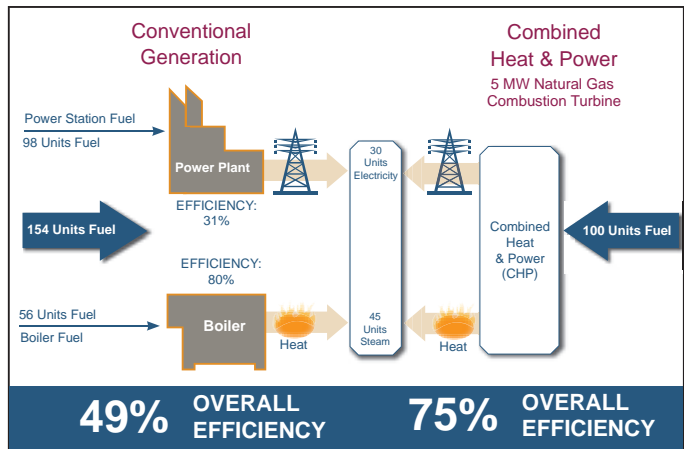 Conventional
Generation
Combined
Heat & Power
5 MW Natural Gas
Combustion Turbine
Power Station Fuel
98 Units Fuel
Power Plant
30
Units
Electricity
EFFICIENCY:
31%
154 Units Fuel
Combined
Heat
& Power
(CHP)
100 Units Fuel
EFFICIENCY:
80%
56 Units Fuel
Boiler Fuel
Boiler
Heat
45
Units
Steam
Heat
49%
OVERALL
EFFICIENCY
75%
OVERALL
EFFICIENCY